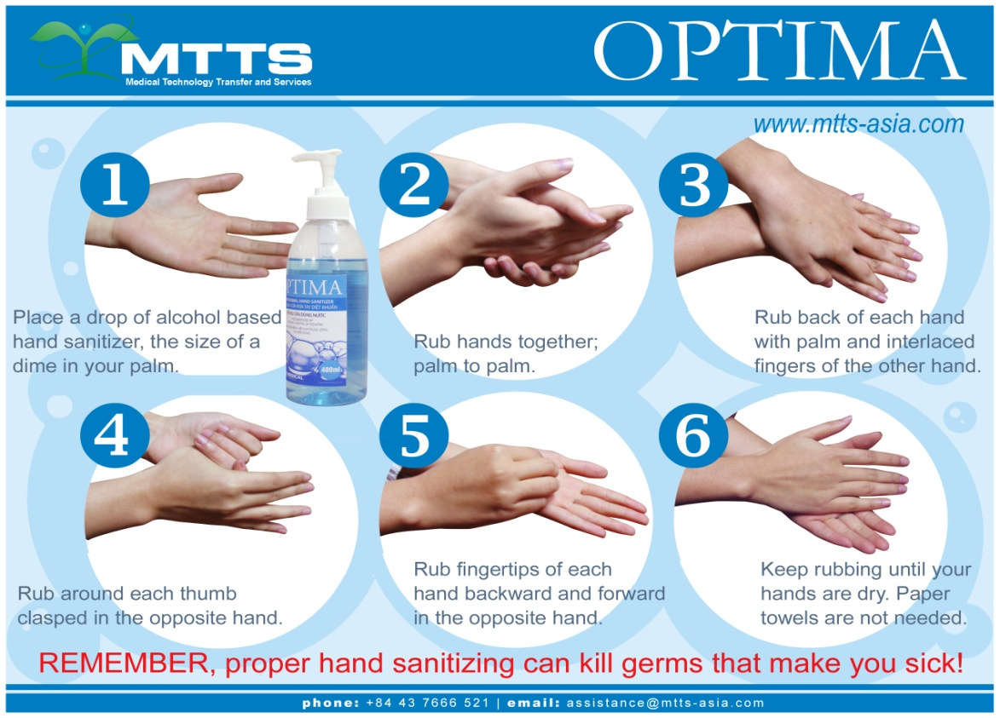 MTTS
Medical Technology Transfer and Services
OPTIMA
www.mtts-asia.com
1
Place a drop of alcohol based
hand sanitizer, the size of a
dime in your palm.
PTIMA
HAND SANITIZER
400ml
2
Rub hands together;
palm to palm.
3
Rub back of each hand
with palm and interlaced
fingers of the other hand.
4
Rub around each thumb
clasped in the opposite hand.
5
Rub fingertips of each
hand backward and forward
in the opposite hand.
6
Keep rubbing until your
hands are dry. Paper
towels are not needed.
REMEMBER, proper hand sanitizing can kill germs that make you sick!
phone: +84 43 7666 521 | email: assistance@mtts-asia.com